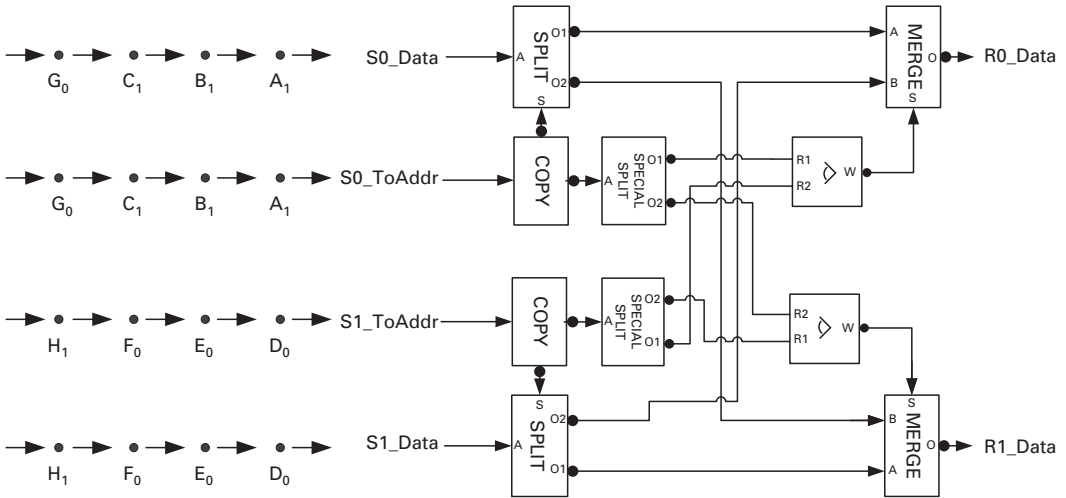 G0 C1 B1 A1
S0_Data
A SPLIT O1 O2 S
A B MERGE O S
R0_Data
G0 C1 B1 A1
S0_ToAddr
COPY
A SPECIAL SPLIT O1 O2
R1 R2 W
H1 F0 E0 D0
S1_ToAddr
COPY
A SPECIAL SPLIT O2 O1
R2 R1 W
H1 F0 E0 D0
S1_Data
S A SPLIT O2 O1
S B A MERGE O
R1_Data